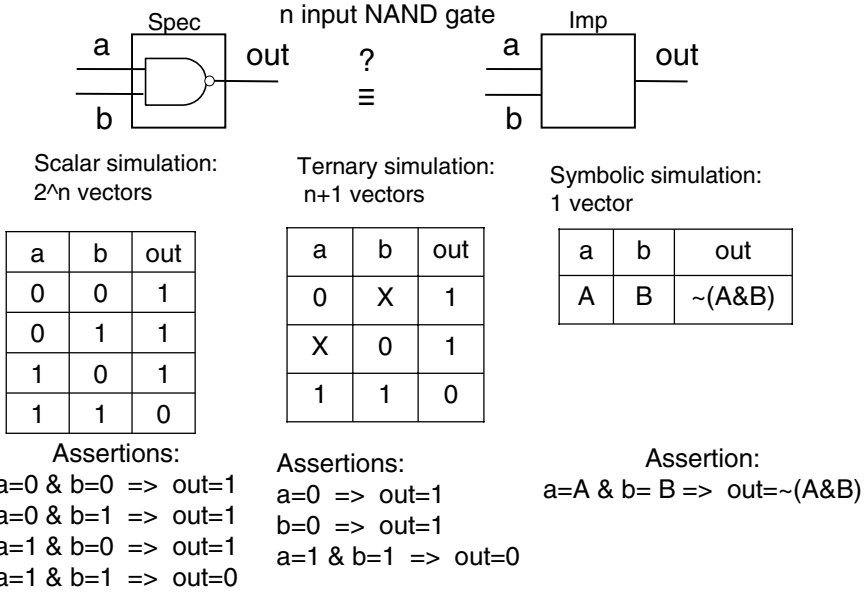 n input NAND gate
Spec
a
b
out
?
≡
Imp
a
b
out
Scalar simulation:
2^n vectors
a b out
0 0 1
0 1 1
1 0 1
1 1 0
Assertions:
a=0 & b=0 => out=1
a=0 & b=1 => out=1
a=1 & b=0 => out=1
a=1 & b=1 => out=0
Ternary simulation:
n+1 vectors
a b out
0 X 1
X 0 1
1 1 0
Assertions:
a=0 => out=1
b=0 => out=1
a=1 & b=1 => out=0
Symbolic simulation:
1 vector
a b out
A B ~(A&B)
Assertion:
a=A & b= B => out=~(A&B)